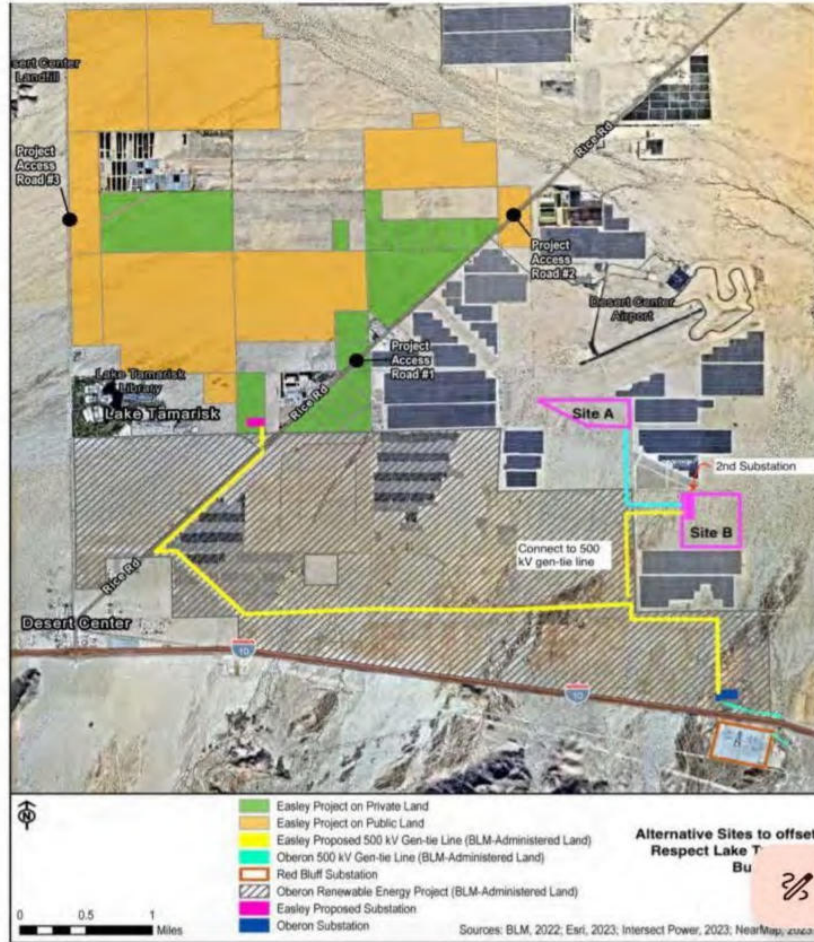 Desert Center
Landfill
Project
Access
Road #3
Rice Rd
Project
Access
Road #2
Desert Center
Airport
Project
Access
Road #1
Rice Rd
Lake Tamarisk
Library
Lake Tamarisk
Site A
2nd Substation
Site B
Connect to 500
kV gen-tie line
Rice Rd
Desert Center
10
10
N
Easley Project on Private Land
Easley Project on Public Land
Easley Proposed 500 kV Gen-tie Line (BLM-Administered Land)
Oberon 500 kV Gen-tie Line (BLM-Administered Land)
Red Bluff Substation
Oberon Renewable Energy Project (BLM-Administered Land)
Easley Proposed Substation
Oberon Substation
Alternative Sites to offset
Respect Lake
0 0.5 1
Miles
Sources: BLM, 2022; Esri, 2023; Intersect Power, 2023; NearMap, 2023